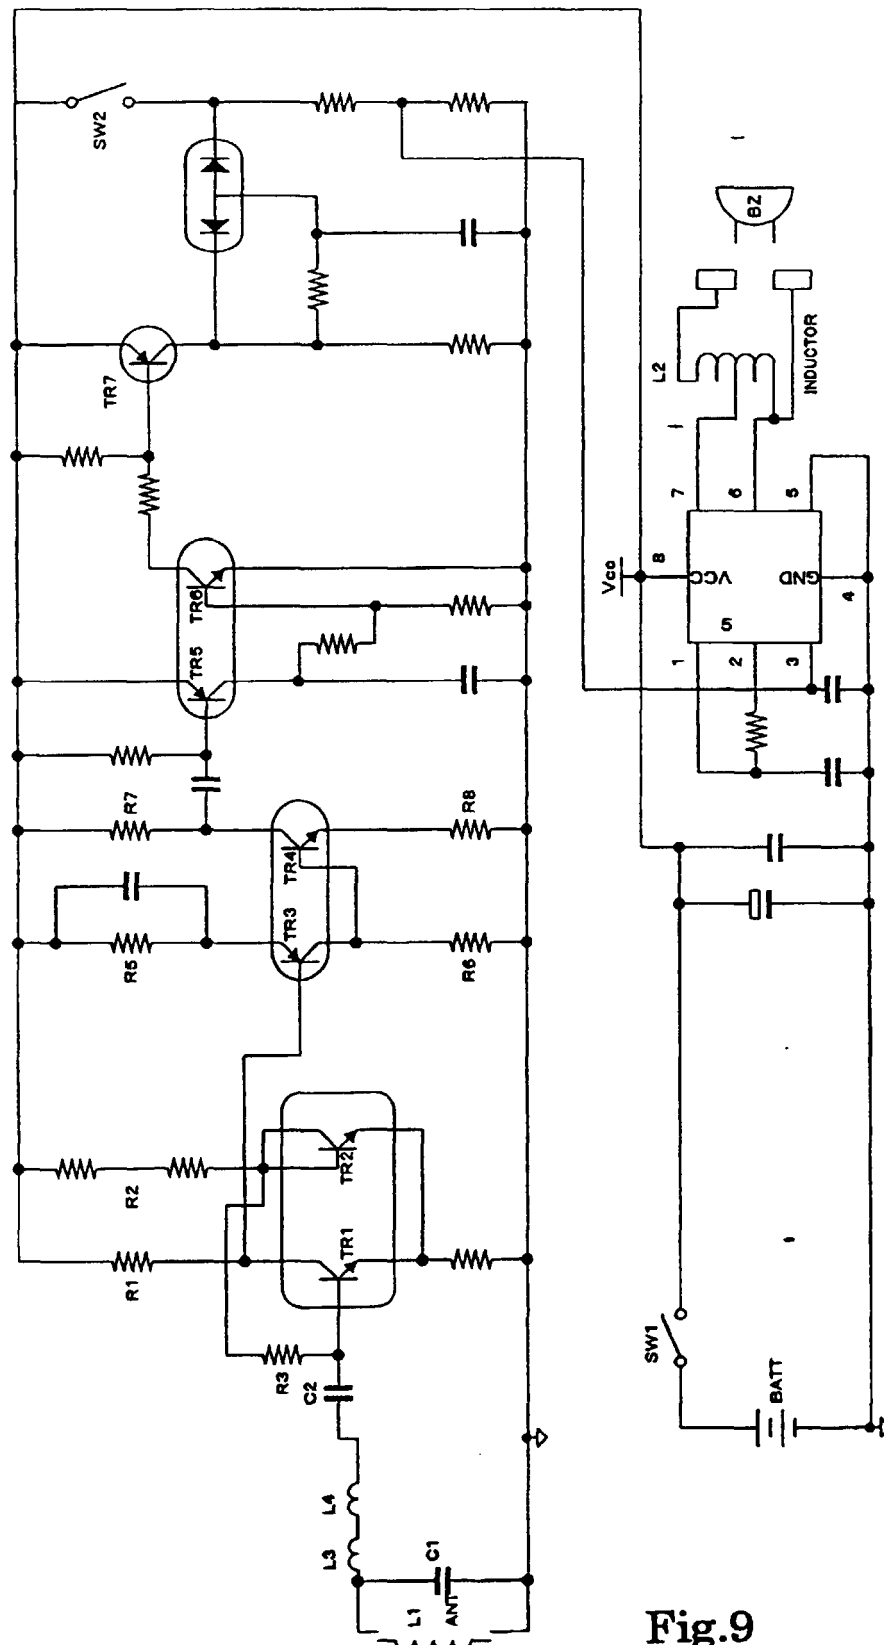 SW2
TR7
TR6
TR5
R7
R8
TR4
TR3
R5
R6
R2
TR2
TR1
R1
R3
C2
L4
L3
C1
L1
ANT
BZ
L2
INDUCTOR
7
6
5
Vcc
8
VCC
GND
4
5
1
2
3
SW1
BATT
Fig.9